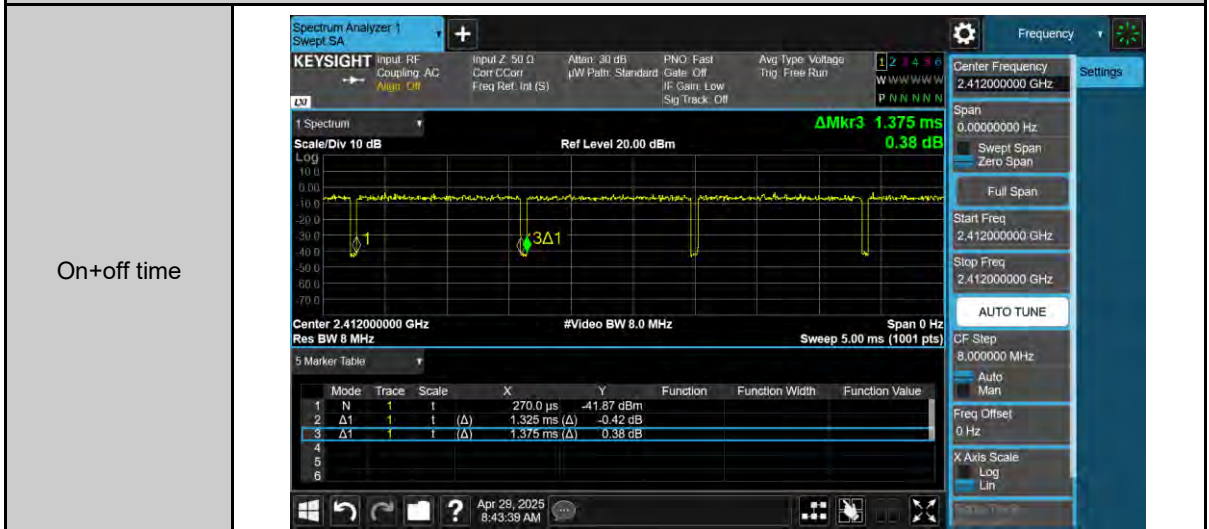 On+off time
Spectrum Analyzer 1
Swept SA
+
Frequency
KEYSIGHT
Input: RF
Coupling: AC
Align: Off
Input Z: 50 Ω
Corr CCorr
Freq Ref: Int (S)
Atten: 30 dB
µW Path: Standard
PNO: Fast
Gate: Off
IF Gain: Low
Sig Track: Off
Avg Type: Voltage
Trig: Free Run
1 2 3 4 5 6
W W W W W W
P N N N N N
LXI
1 Spectrum
Scale/Div 10 dB
Ref Level 20.00 dBm
ΔMkr3 1.375 ms
0.38 dB
Log
10.0
0.00
-10.0
-20.0
-30.0
-40.0
-50.0
-60.0
-70.0
1
3Δ1
Center 2.412000000 GHz
#Video BW 8.0 MHz
Span 0 Hz
Res BW 8 MHz
Sweep 5.00 ms (1001 pts)
5 Marker Table
Mode Trace Scale X Y Function Function Width Function Value
1 N 1 t 270.0 µs -41.87 dBm
2 Δ1 1 t (Δ) 1.325 ms (Δ) -0.42 dB
3 Δ1 1 t (Δ) 1.375 ms (Δ) 0.38 dB
4
5
6
?
Apr 29, 2025
8:43:39 AM
Center Frequency
2.412000000 GHz
Settings
Span
0.00000000 Hz
Swept Span
Zero Span
Full Span
Start Freq
2.412000000 GHz
Stop Freq
2.412000000 GHz
AUTO TUNE
CF Step
8.000000 MHz
Auto
Man
Freq Offset
0 Hz
X Axis Scale
Log
Lin